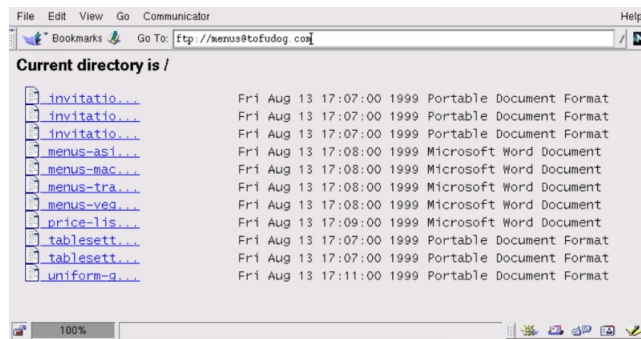 File Edit View Go Communicator Help
Bookmarks Go To: ftp://menus@tofudog.com
Current directory is /
invitatio... Fri Aug 13 17:07:00 1999 Portable Document Format
invitatio... Fri Aug 13 17:07:00 1999 Portable Document Format
invitatio... Fri Aug 13 17:07:00 1999 Portable Document Format
menus-asi... Fri Aug 13 17:08:00 1999 Microsoft Word Document
menus-mac... Fri Aug 13 17:08:00 1999 Microsoft Word Document
menus-tra... Fri Aug 13 17:08:00 1999 Microsoft Word Document
menus-veg... Fri Aug 13 17:08:00 1999 Microsoft Word Document
price-lis... Fri Aug 13 17:09:00 1999 Microsoft Word Document
tablesett... Fri Aug 13 17:07:00 1999 Portable Document Format
tablesett... Fri Aug 13 17:07:00 1999 Portable Document Format
uniform-g... Fri Aug 13 17:11:00 1999 Portable Document Format
100%